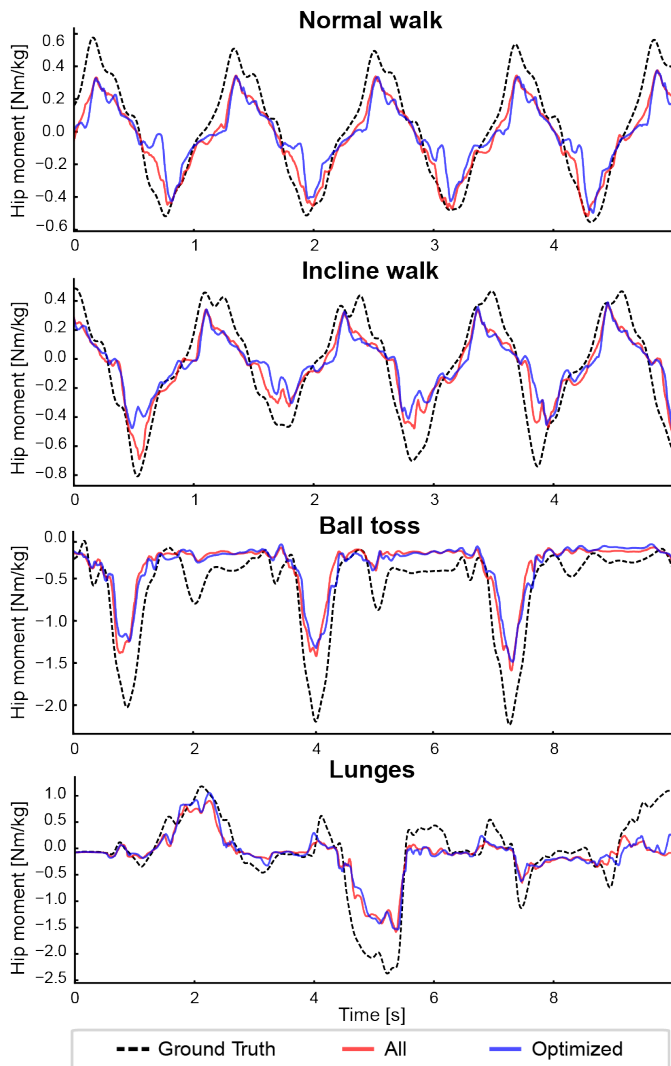 Normal walk
Hip moment [Nm/kg]
0.6
0.4
0.2
0.0
−0.2
−0.4
−0.6
0 1 2 3 4
Incline walk
Hip moment [Nm/kg]
0.4
0.2
0.0
−0.2
−0.4
−0.6
−0.8
0 1 2 3 4
Ball toss
Hip moment [Nm/kg]
0.0
−0.5
−1.0
−1.5
−2.0
0 2 4 6 8
Lunges
Hip moment [Nm/kg]
1.0
0.5
0.0
−0.5
−1.0
−1.5
−2.0
−2.5
0 2 4 6 8
Time [s]
Ground Truth All Optimized